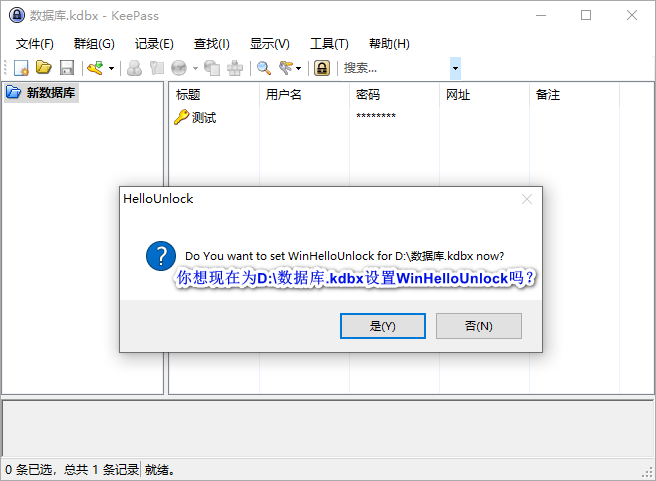 数据库.kdbx - KeePass
文件(F) 群组(G) 记录(E) 查找(I) 显示(V) 工具(T) 帮助(H)
搜索...
新数据库
标题 用户名 密码 网址 备注
测试 ********
HelloUnlock
Do You want to set WinHelloUnlock for D:\数据库.kdbx now?
你想现在为D:\数据库.kdbx设置WinHelloUnlock吗？
是(Y) 否(N)
0 条已选，总共 1 条记录 就绪。